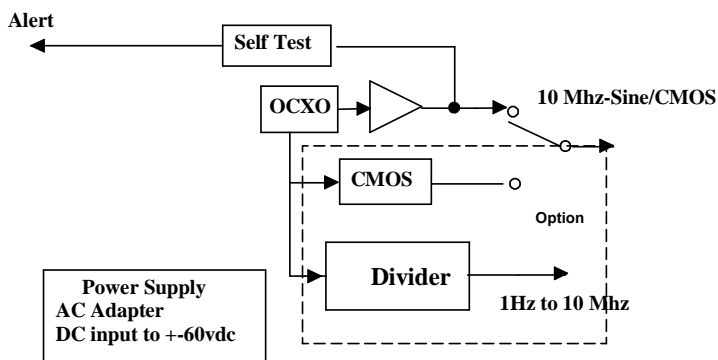 Alert
Self Test
OCXO
10 Mhz-Sine/CMOS
CMOS
Option
Divider
1Hz to 10 Mhz
Power Supply
AC Adapter
DC input to +-60vdc